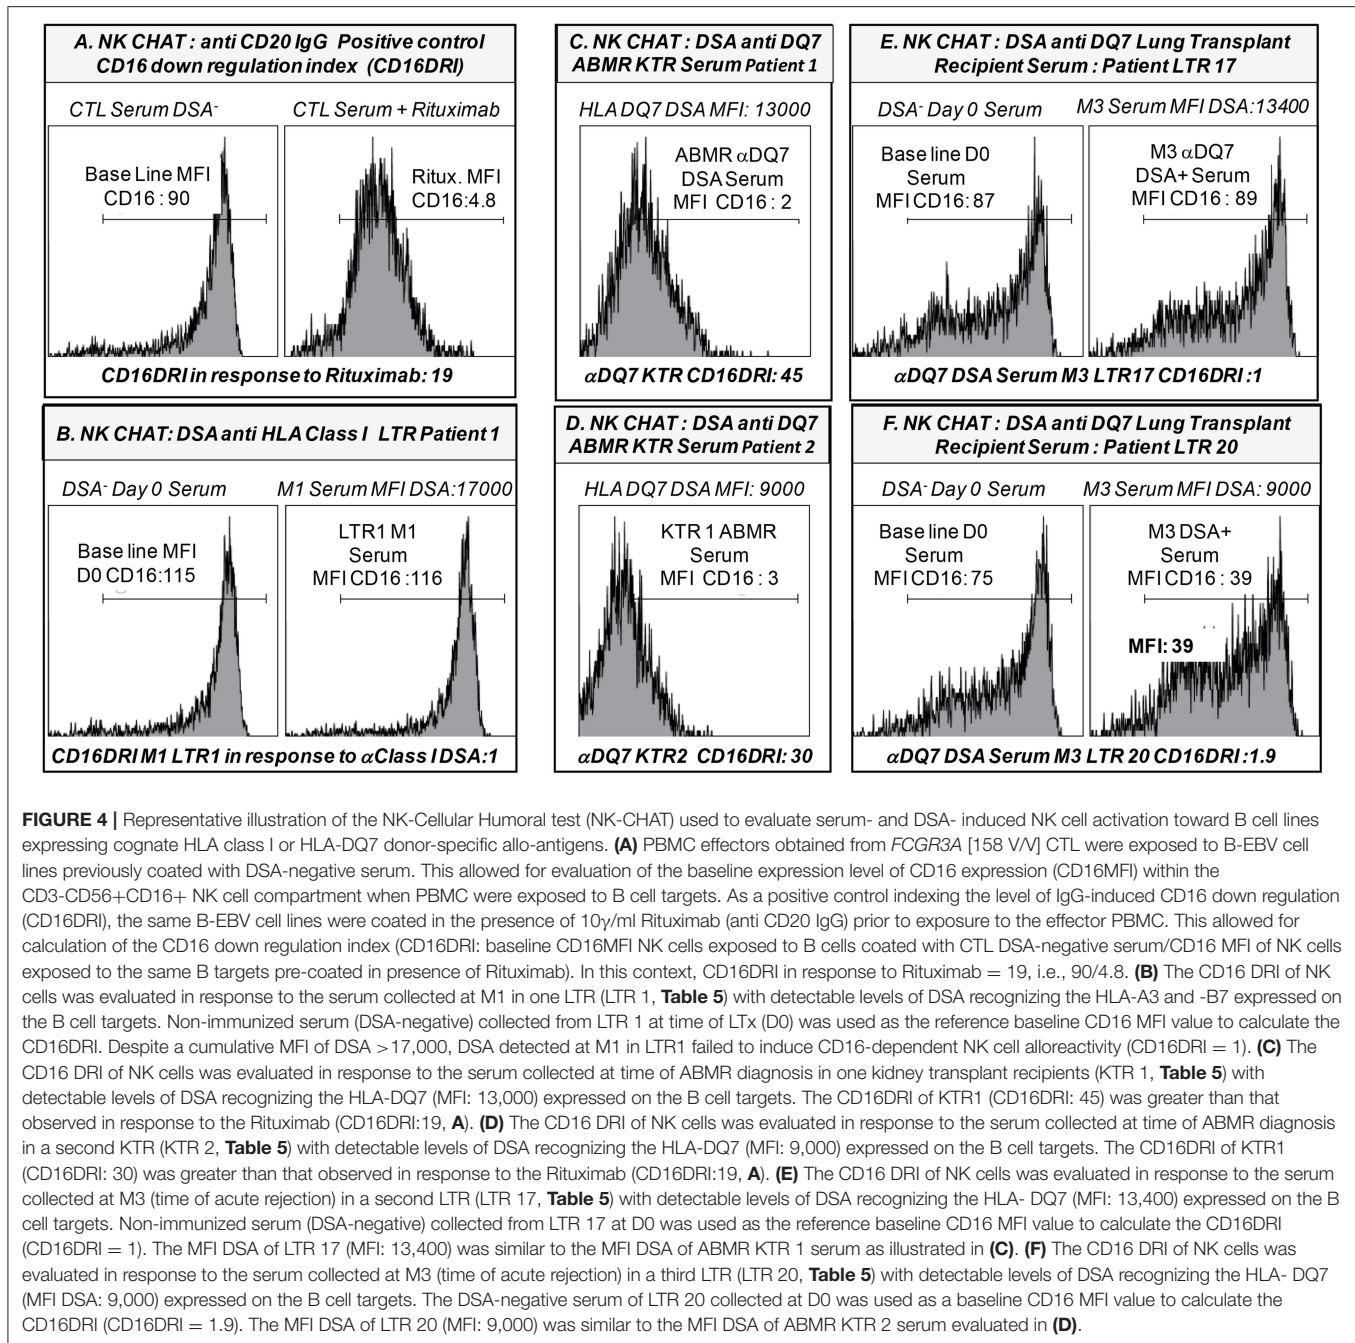 A. NK CHAT : anti CD20 IgG Positive control
CD16 down regulation index (CD16DRI)
CTL Serum DSA-
CTL Serum + Rituximab
Base Line MFI
CD16 : 90
Ritux. MFI
CD16:4.8
CD16DRI in response to Rituximab: 19
B. NK CHAT: DSA anti HLA Class I LTR Patient 1
DSA- Day 0 Serum
M1 Serum MFI DSA:17000
Base line MFI
D0 CD16:115
LTR1 M1
Serum
MFI CD16 :116
CD16DRI M1 LTR1 in response to αClass I DSA:1
C. NK CHAT : DSA anti DQ7
ABMR KTR Serum Patient 1
HLA DQ7 DSA MFI: 13000
ABMR αDQ7
DSA Serum
MFI CD16 : 2
αDQ7 KTR CD16DRI: 45
D. NK CHAT : DSA anti DQ7
ABMR KTR Serum Patient 2
HLA DQ7 DSA MFI: 9000
KTR 1 ABMR
Serum
MFI CD16 : 3
αDQ7 KTR2 CD16DRI: 30
E. NK CHAT : DSA anti DQ7 Lung Transplant
Recipient Serum : Patient LTR 17
DSA- Day 0 Serum
M3 Serum MFI DSA:13400
Base line D0
Serum
MFI CD16: 87
M3 αDQ7
DSA+ Serum
MFI CD16 : 89
αDQ7 DSA Serum M3 LTR17 CD16DRI :1
F. NK CHAT : DSA anti DQ7 Lung Transplant
Recipient Serum : Patient LTR 20
DSA- Day 0 Serum
M3 Serum MFI DSA: 9000
Base line D0
Serum
MFI CD16: 75
M3 DSA+
Serum
MFI CD16 : 39
MFI: 39
αDQ7 DSA Serum M3 LTR 20 CD16DRI :1.9
FIGURE 4 | Representative illustration of the NK-Cellular Humoral test (NK-CHAT) used to evaluate serum- and DSA- induced NK cell activation toward B cell lines
expressing cognate HLA class I or HLA-DQ7 donor-specific allo-antigens. (A) PBMC effectors obtained from FCGR3A [158 V/V] CTL were exposed to B-EBV cell
lines previously coated with DSA-negative serum. This allowed for evaluation of the baseline expression level of CD16 expression (CD16MFI) within the
CD3-CD56+CD16+ NK cell compartment when PBMC were exposed to B cell targets. As a positive control indexing the level of IgG-induced CD16 down regulation
(CD16DRI), the same B-EBV cell lines were coated in the presence of 10γ/ml Rituximab (anti CD20 IgG) prior to exposure to the effector PBMC. This allowed for
calculation of the CD16 down regulation index (CD16DRI: baseline CD16MFI NK cells exposed to B cells coated with CTL DSA-negative serum/CD16 MFI of NK cells
exposed to the same B targets pre-coated in presence of Rituximab). In this context, CD16DRI in response to Rituximab = 19, i.e., 90/4.8. (B) The CD16 DRI of NK
cells was evaluated in response to the serum collected at M1 in one LTR (LTR 1, Table 5) with detectable levels of DSA recognizing the HLA-A3 and -B7 expressed on
the B cell targets. Non-immunized serum (DSA-negative) collected from LTR 1 at time of LTx (D0) was used as the reference baseline CD16 MFI value to calculate the
CD16DRI. Despite a cumulative MFI of DSA >17,000, DSA detected at M1 in LTR1 failed to induce CD16-dependent NK cell alloreactivity (CD16DRI = 1). (C) The
CD16 DRI of NK cells was evaluated in response to the serum collected at time of ABMR diagnosis in one kidney transplant recipients (KTR 1, Table 5) with
detectable levels of DSA recognizing the HLA-DQ7 (MFI: 13,000) expressed on the B cell targets. The CD16DRI of KTR1 (CD16DRI: 45) was greater than that
observed in response to the Rituximab (CD16DRI:19, A). (D) The CD16 DRI of NK cells was evaluated in response to the serum collected at time of ABMR diagnosis
in a second KTR (KTR 2, Table 5) with detectable levels of DSA recognizing the HLA-DQ7 (MFI: 9,000) expressed on the B cell targets. The CD16DRI of KTR1
(CD16DRI: 30) was greater than that observed in response to the Rituximab (CD16DRI:19, A). (E) The CD16 DRI of NK cells was evaluated in response to the serum
collected at M3 (time of acute rejection) in a second LTR (LTR 17, Table 5) with detectable levels of DSA recognizing the HLA- DQ7 (MFI: 13,400) expressed on the B
cell targets. Non-immunized serum (DSA-negative) collected from LTR 17 at D0 was used as the reference baseline CD16 MFI value to calculate the CD16DRI
(CD16DRI = 1). The MFI DSA of LTR 17 (MFI: 13,400) was similar to the MFI DSA of ABMR KTR 1 serum as illustrated in (C). (F) The CD16 DRI of NK cells was
evaluated in response to the serum collected at M3 (time of acute rejection) in a third LTR (LTR 20, Table 5) with detectable levels of DSA recognizing the HLA- DQ7
(MFI DSA: 9,000) expressed on the B cell targets. The DSA-negative serum of LTR 20 collected at D0 was used as a baseline CD16 MFI value to calculate the
CD16DRI (CD16DRI = 1.9). The MFI DSA of LTR 20 (MFI: 9,000) was similar to the MFI DSA of ABMR KTR 2 serum evaluated in (D).